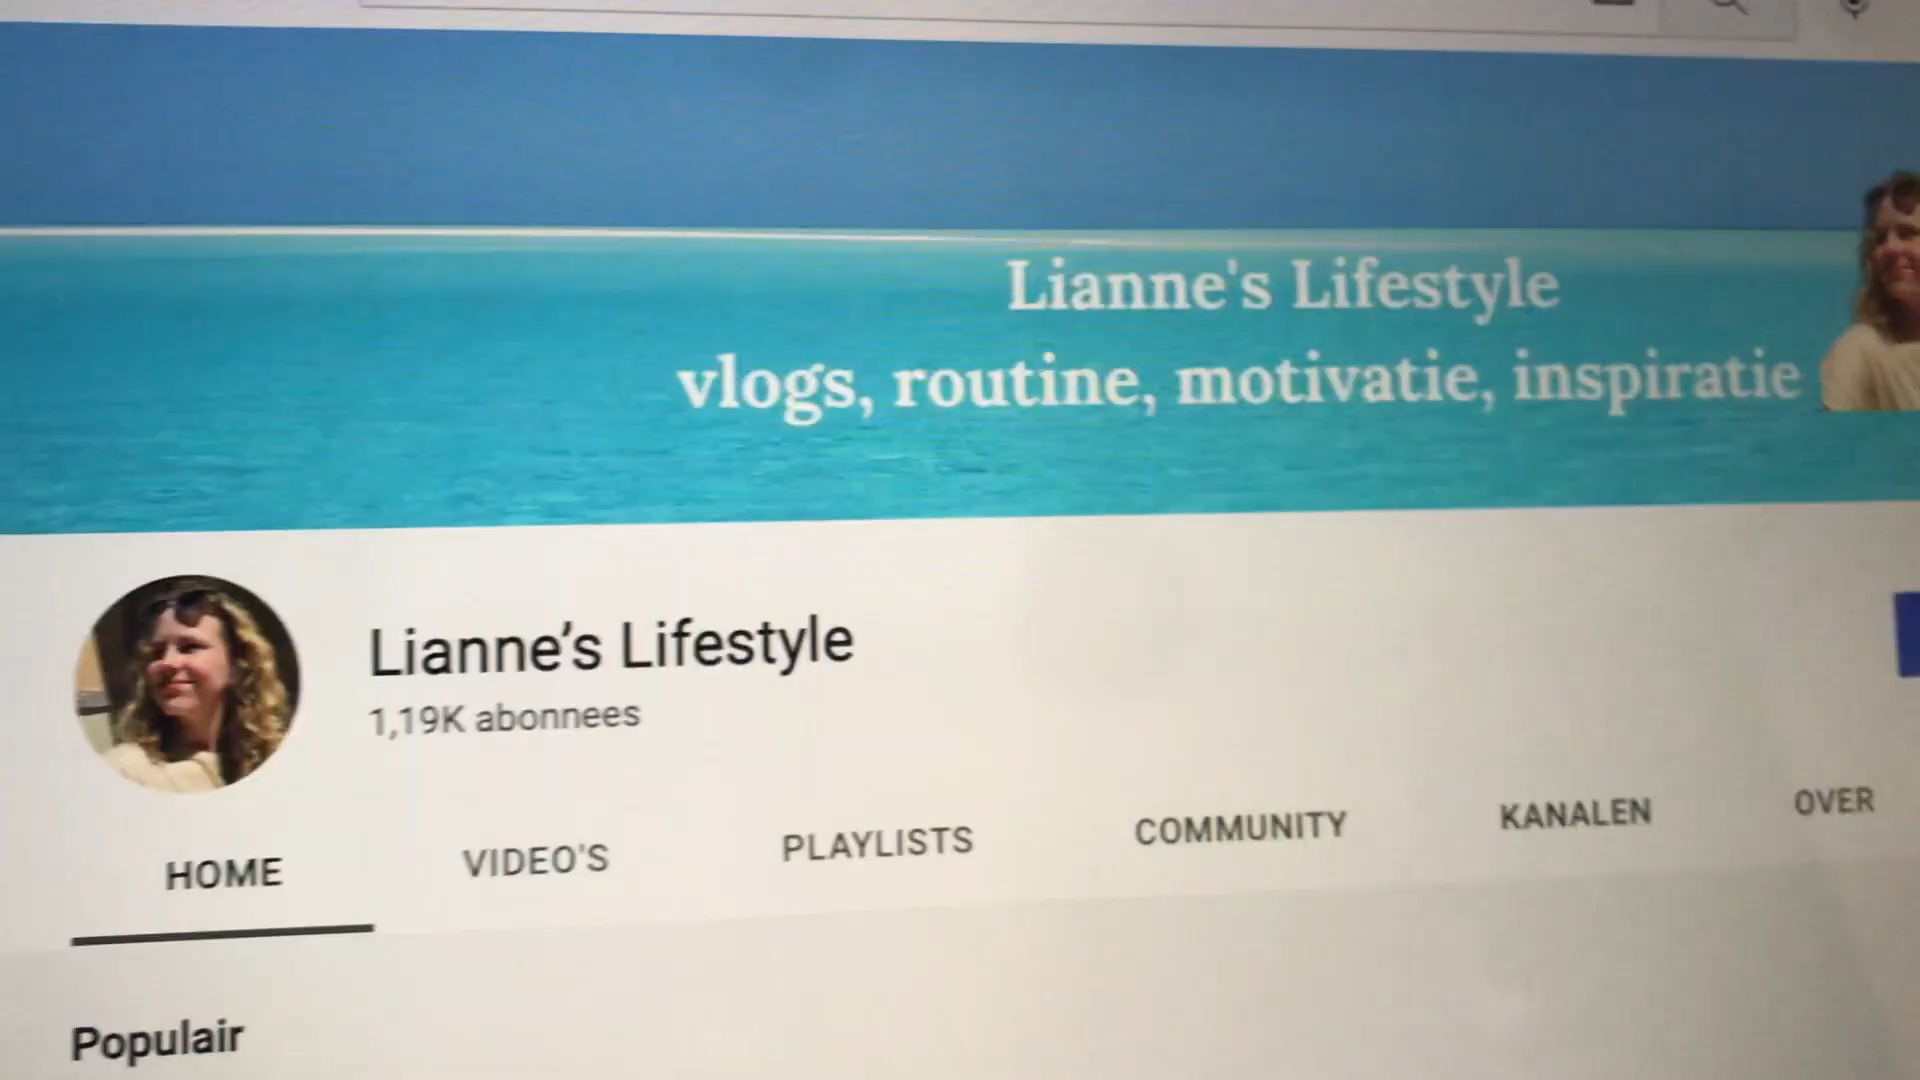 Lianne's Lifestyle
vlogs, routine, motivatie, inspiratie
Lianne's Lifestyle
1,19K abonnees
HOME VIDEO'S PLAYLISTS COMMUNITY KANALEN OVER
Populair